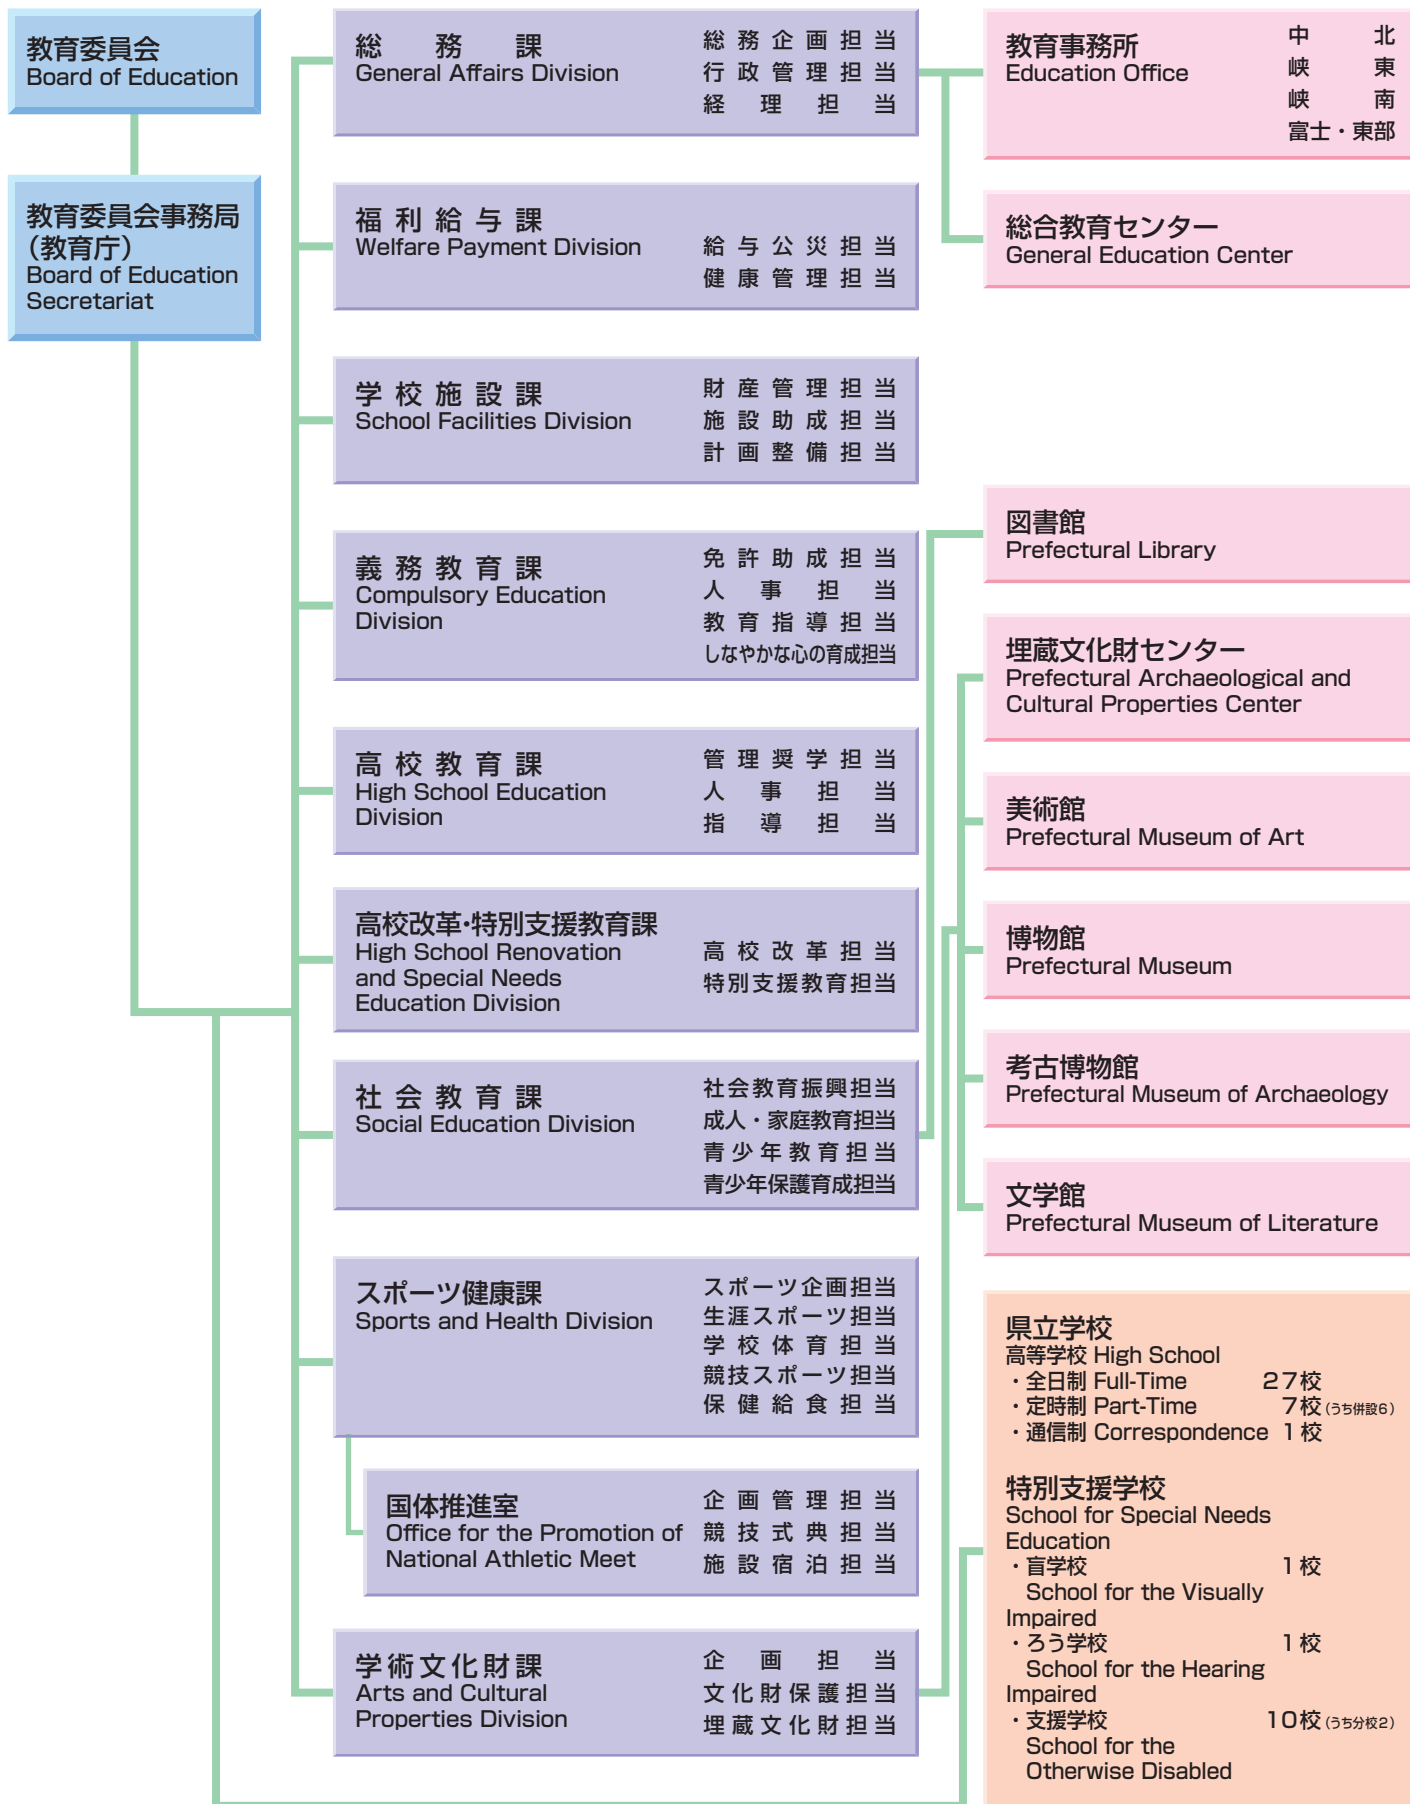 教育委員会
Board of Education
教育委員会事務局
（教育庁）
Board of Education
Secretariat
総務課
General Affairs Division
総務企画担当
行政管理担当
経理担当
福利給与課
Welfare Payment Division
給与公災担当
健康管理担当
学校施設課
School Facilities Division
財産管理担当
施設助成担当
計画整備担当
義務教育課
Compulsory Education
Division
免許助成担当
人事担当
教育指導担当
しなやかな心の育成担当
高校教育課
High School Education
Division
管理奨学担当
人事担当
指導担当
高校改革・特別支援教育課
High School Renovation
and Special Needs
Education Division
高校改革担当
特別支援教育担当
社会教育課
Social Education Division
社会教育振興担当
成人・家庭教育担当
青少年教育担当
青少年保護育成担当
スポーツ健康課
Sports and Health Division
スポーツ企画担当
生涯スポーツ担当
学校体育担当
競技スポーツ担当
保健給食担当
国体推進室
Office for the Promotion of
National Athletic Meet
企画管理担当
競技式典担当
施設宿泊担当
学術文化財課
Arts and Cultural
Properties Division
企画担当
文化財保護担当
埋蔵文化財担当
教育事務所
Education Office
中北
峡東
峡南
富士・東部
総合教育センター
General Education Center
図書館
Prefectural Library
埋蔵文化財センター
Prefectural Archaeological and
Cultural Properties Center
美術館
Prefectural Museum of Art
博物館
Prefectural Museum
考古博物館
Prefectural Museum of Archaeology
文学館
Prefectural Museum of Literature
県立学校
高等学校 High School
・全日制 Full-Time 27校
・定時制 Part-Time 7校（うち併設6）
・通信制 Correspondence 1校
特別支援学校
School for Special Needs
Education
・盲学校 1校
School for the Visually
Impaired
・ろう学校 1校
School for the Hearing
Impaired
・支援学校 10校（うち分校2）
School for the
Otherwise Disabled